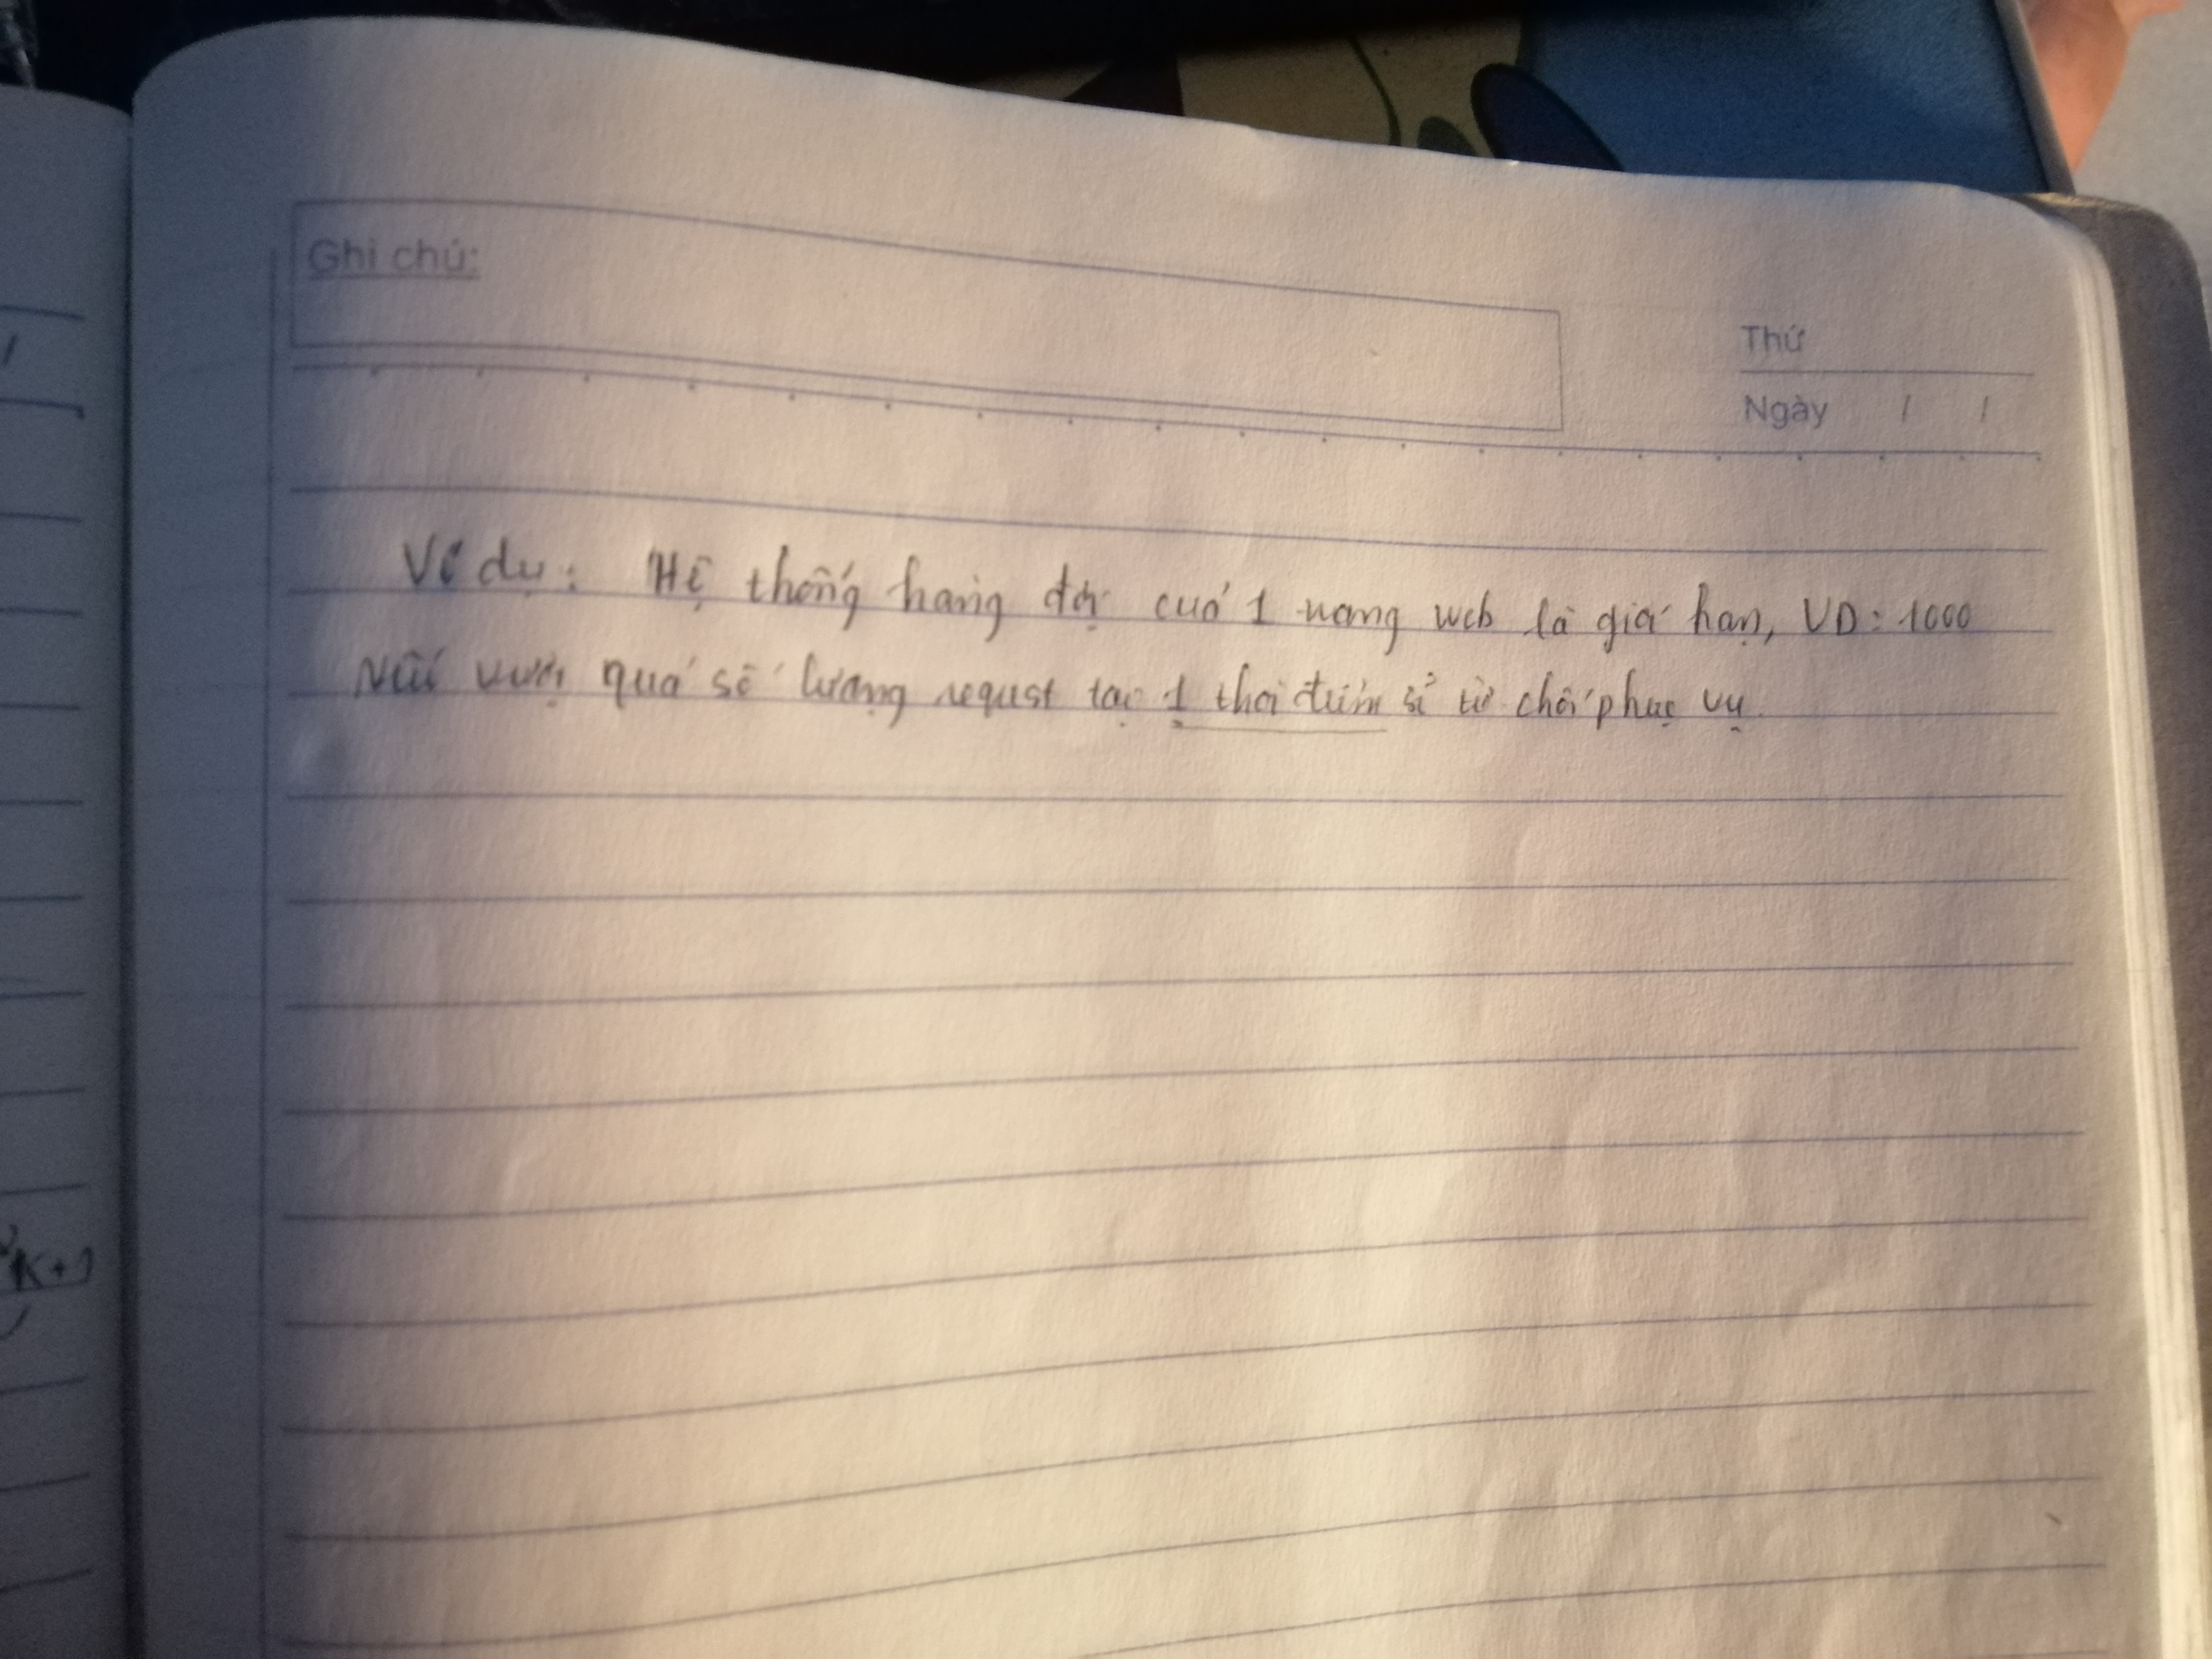 Ghi chú:
Thứ
Ngày / /
Ví dụ: Hệ thống hàng đợi của 1 trang web là giới hạn, VD: 1000
Nếu vượt quá số lượng request tại 1 thời điểm sẽ từ chối phục vụ
K+1